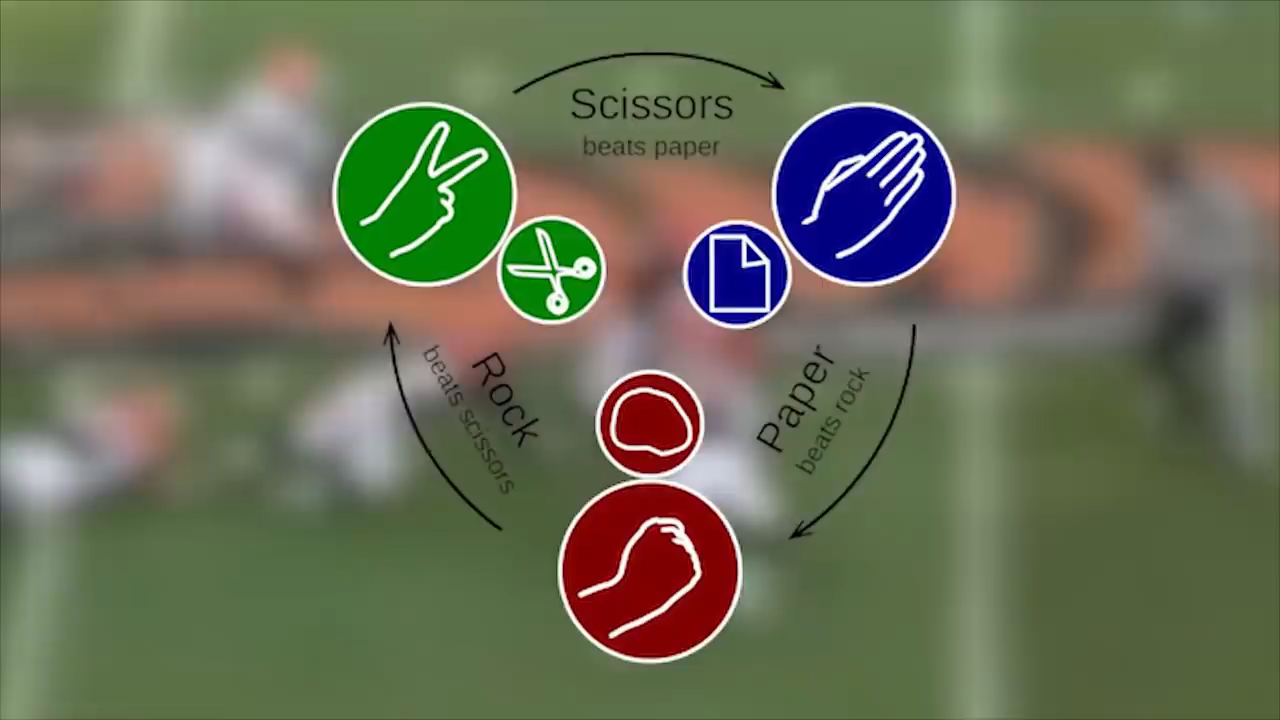 Scissors
beats paper
Rock
beats scissors
Paper
beats rock